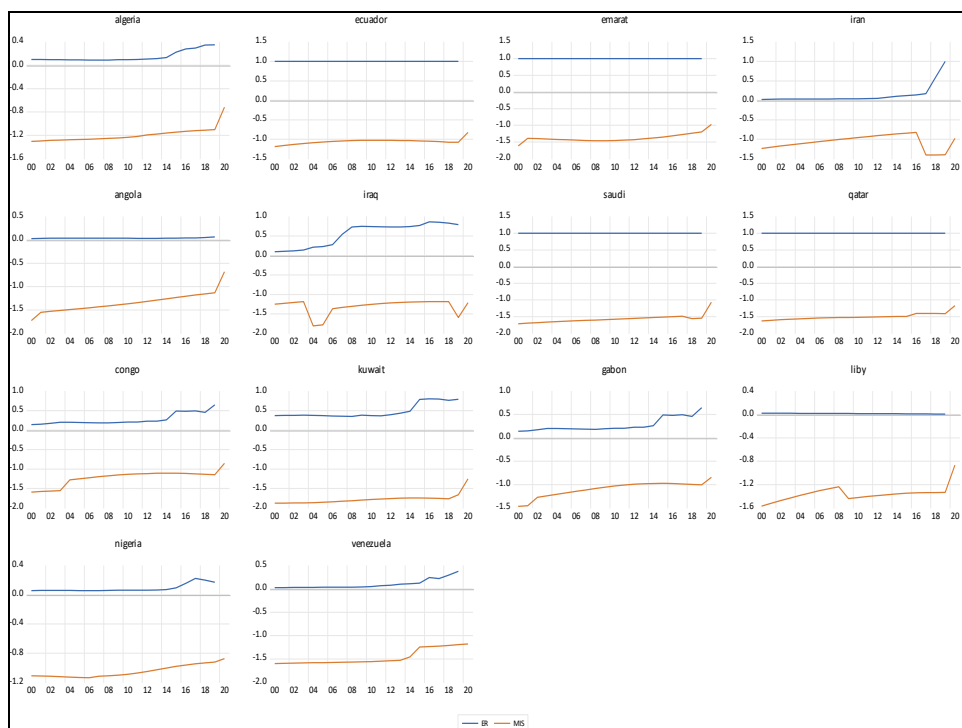 algeria ecuador emarat iran
0.4 1.5 1.5 1.5
0.0 1.0 1.0 1.0
-0.4 0.5 0.5 0.5
-0.8 0.0 0.0 0.0
-1.2 -0.5 -0.5 -0.5
-1.6 -1.0 -1.0 -1.0
-1.5 -1.5 -1.5
-2.0
00 02 04 06 08 10 12 14 16 18 20 00 02 04 06 08 10 12 14 16 18 20 00 02 04 06 08 10 12 14 16 18 20 00 02 04 06 08 10 12 14 16 18 20
angola iraq saudi qatar
0.5 1.0 1.5 1.5
0.0 0.5 1.0 1.0
-0.5 0.0 0.5 0.5
-1.0 -0.5 0.0 0.0
-1.5 -1.0 -0.5 -0.5
-2.0 -1.5 -1.0 -1.0
-2.0 -1.5 -1.5
-2.0 -2.0
00 02 04 06 08 10 12 14 16 18 20 00 02 04 06 08 10 12 14 16 18 20 00 02 04 06 08 10 12 14 16 18 20 00 02 04 06 08 10 12 14 16 18 20
congo kuwait gabon liby
1.0 1.0 1.0 0.4
0.5 0.5 0.5 0.0
0.0 0.0 0.0 -0.4
-0.5 -0.5 -0.5 -0.8
-1.0 -1.0 -1.0 -1.2
-1.5 -1.5 -1.5 -1.6
-2.0 -2.0
00 02 04 06 08 10 12 14 16 18 20 00 02 04 06 08 10 12 14 16 18 20 00 02 04 06 08 10 12 14 16 18 20 00 02 04 06 08 10 12 14 16 18 20
nigeria venezuela
0.4 0.5
0.0 0.0
-0.4 -0.5
-0.8 -1.0
-1.2 -1.5
-2.0
00 02 04 06 08 10 12 14 16 18 20 00 02 04 06 08 10 12 14 16 18 20
ER MIS